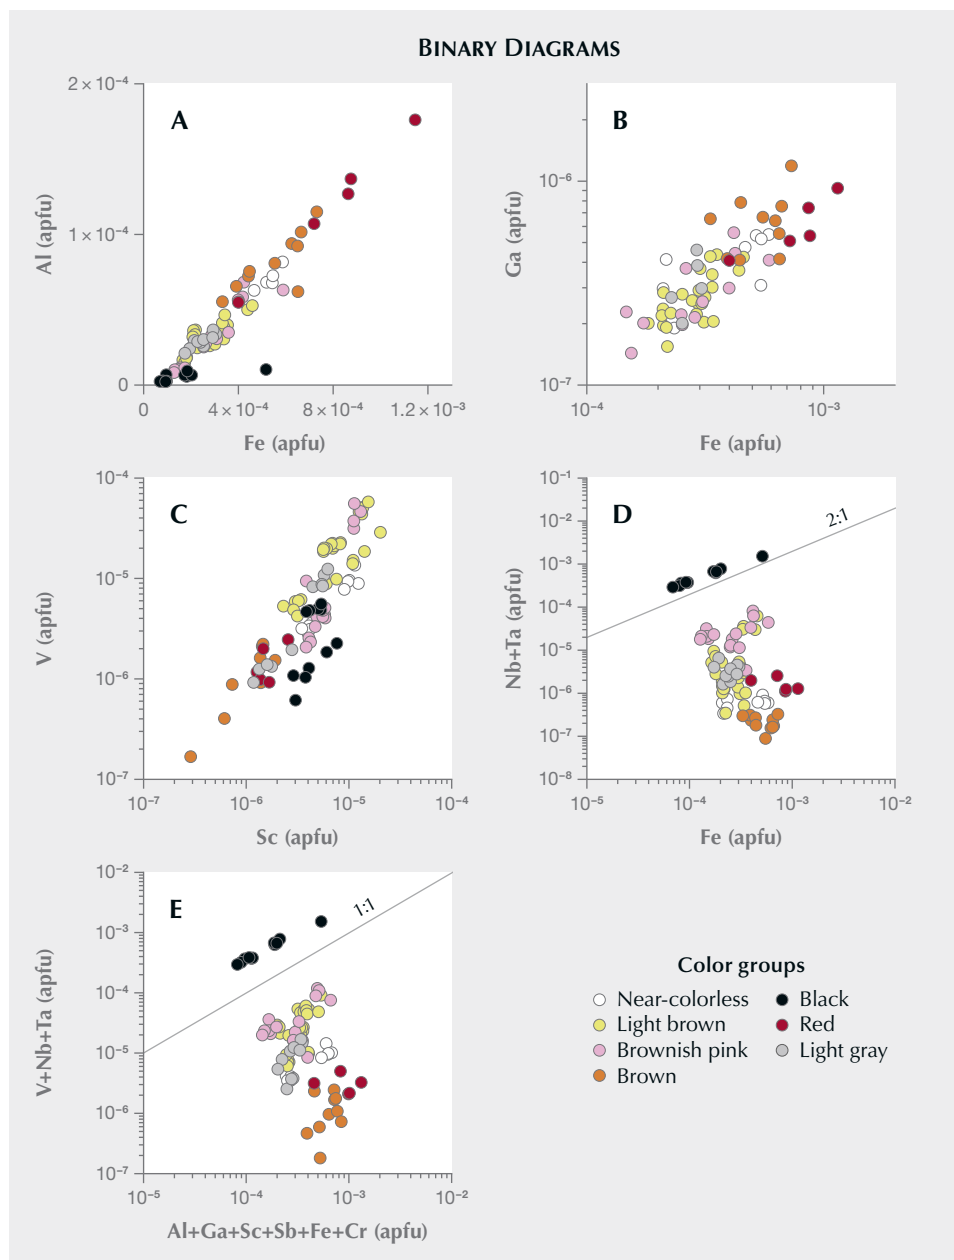 BINARY DIAGRAMS
A
2 × 10⁻⁴
1 × 10⁻⁴
0
Al (apfu)
0
4 × 10⁻⁴
8 × 10⁻⁴
1.2 × 10⁻³
Fe (apfu)
B
10⁻⁶
10⁻⁷
Ga (apfu)
10⁻⁴
10⁻³
Fe (apfu)
C
10⁻⁴
10⁻⁵
10⁻⁶
10⁻⁷
V (apfu)
10⁻⁷
10⁻⁶
10⁻⁵
10⁻⁴
Sc (apfu)
D
2:1
10⁻¹
10⁻²
10⁻³
10⁻⁴
10⁻⁵
10⁻⁶
10⁻⁷
10⁻⁸
Nb+Ta (apfu)
10⁻⁵
10⁻⁴
10⁻³
10⁻²
Fe (apfu)
E
1:1
10⁻²
10⁻³
10⁻⁴
10⁻⁵
10⁻⁶
10⁻⁷
V+Nb+Ta (apfu)
10⁻⁵
10⁻⁴
10⁻³
10⁻²
Al+Ga+Sc+Sb+Fe+Cr (apfu)
Color groups
Near-colorless
Light brown
Brownish pink
Brown
Black
Red
Light gray